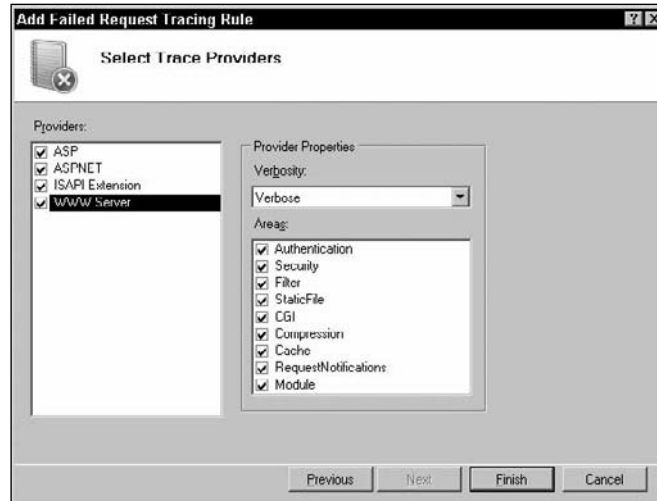 Add Failed Request Tracing Rule
Select Trace Providers
Providers:
ASP
ASPNET
ISAPI Extension
WWW Server
Provider Properties
Verbosity:
Verbose
Areas:
Authentication
Security
Filter
StaticFile
CGI
Compression
Cache
RequestNotifications
Module
Previous
Next
Finish
Cancel